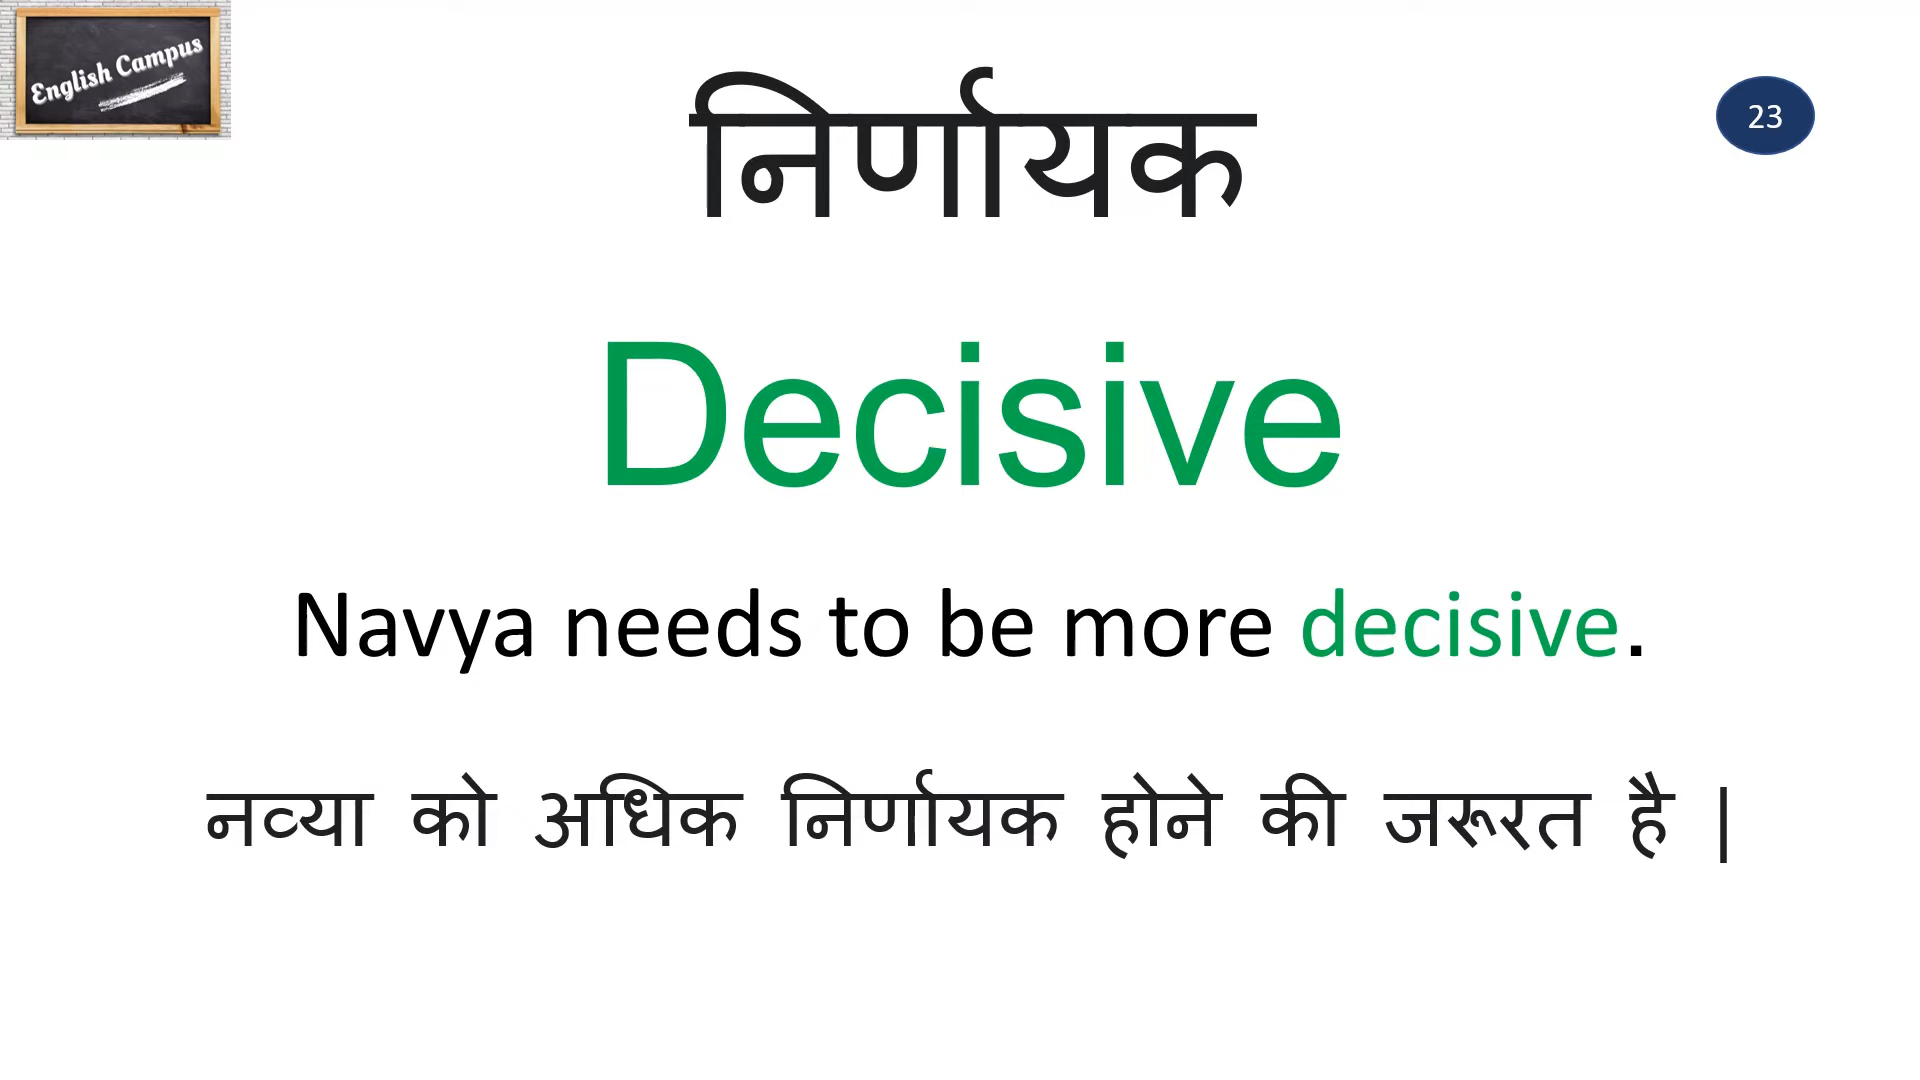 English Campus
निर्णायक
23
Decisive
Navya needs to be more decisive.
नव्या को अधिक निर्णायक होने की जरूरत है |